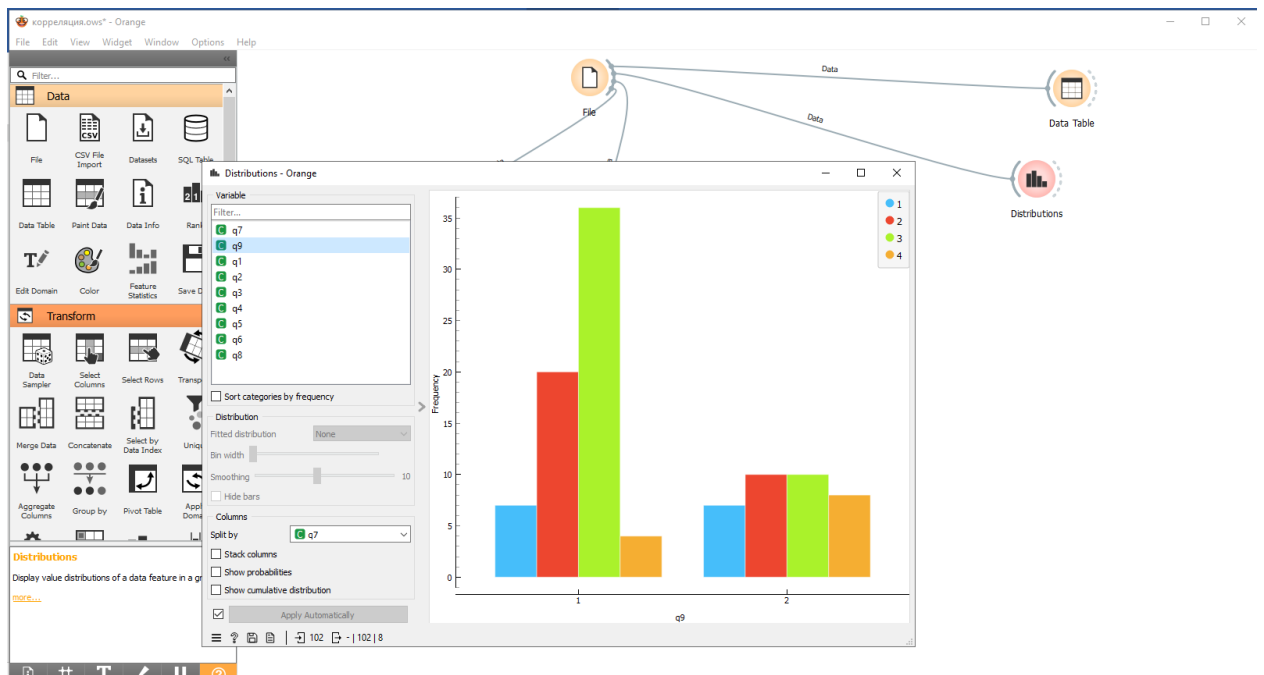 корреляция.ows* - Orange
File Edit View Widget Window Options Help
Filter...
Data
File
CSV File Import
Datasets
SQL Table
Data Table
Paint Data
Data Info
Edit Domain
Color
Feature Statistics
Transform
Data Sampler
Select Columns
Select Rows
Merge Data
Concatenate
Select by Data Index
Aggregate Columns
Group by
Pivot Table
Distributions
Display value distributions of a data feature in a
more...
File
Data
Data Table
Data
Distributions
Distributions - Orange
Variable
Filter...
C q7
C q9
C q1
C q2
C q3
C q4
C q5
C q6
C q8
Sort categories by frequency
Distribution
Fitted distribution None
Bin width
Smoothing 10
Hide bars
Columns
Split by C q7
Stack columns
Show probabilities
Show cumulative distribution
Apply Automatically
102 - | 102 | 8
Frequency
35
30
25
20
15
10
5
0
1
2
q9
1
2
3
4